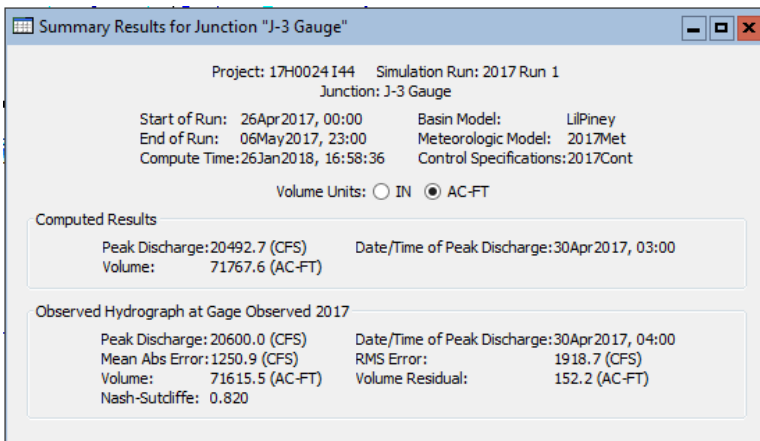 Summary Results for Junction "J-3 Gauge"
Project: 17H0024 I44 Simulation Run: 2017 Run 1
Junction: J-3 Gauge
Start of Run: 26Apr2017, 00:00 Basin Model: LilPiney
End of Run: 06May2017, 23:00 Meteorologic Model: 2017Met
Compute Time:26Jan2018, 16:58:36 Control Specifications:2017Cont
Volume Units: IN AC-FT
Computed Results
Peak Discharge:20492.7 (CFS) Date/Time of Peak Discharge:30Apr2017, 03:00
Volume: 71767.6 (AC-FT)
Observed Hydrograph at Gage Observed 2017
Peak Discharge:20600.0 (CFS) Date/Time of Peak Discharge:30Apr2017, 04:00
Mean Abs Error:1250.9 (CFS) RMS Error: 1918.7 (CFS)
Volume: 71615.5 (AC-FT) Volume Residual: 152.2 (AC-FT)
Nash-Sutcliffe: 0.820